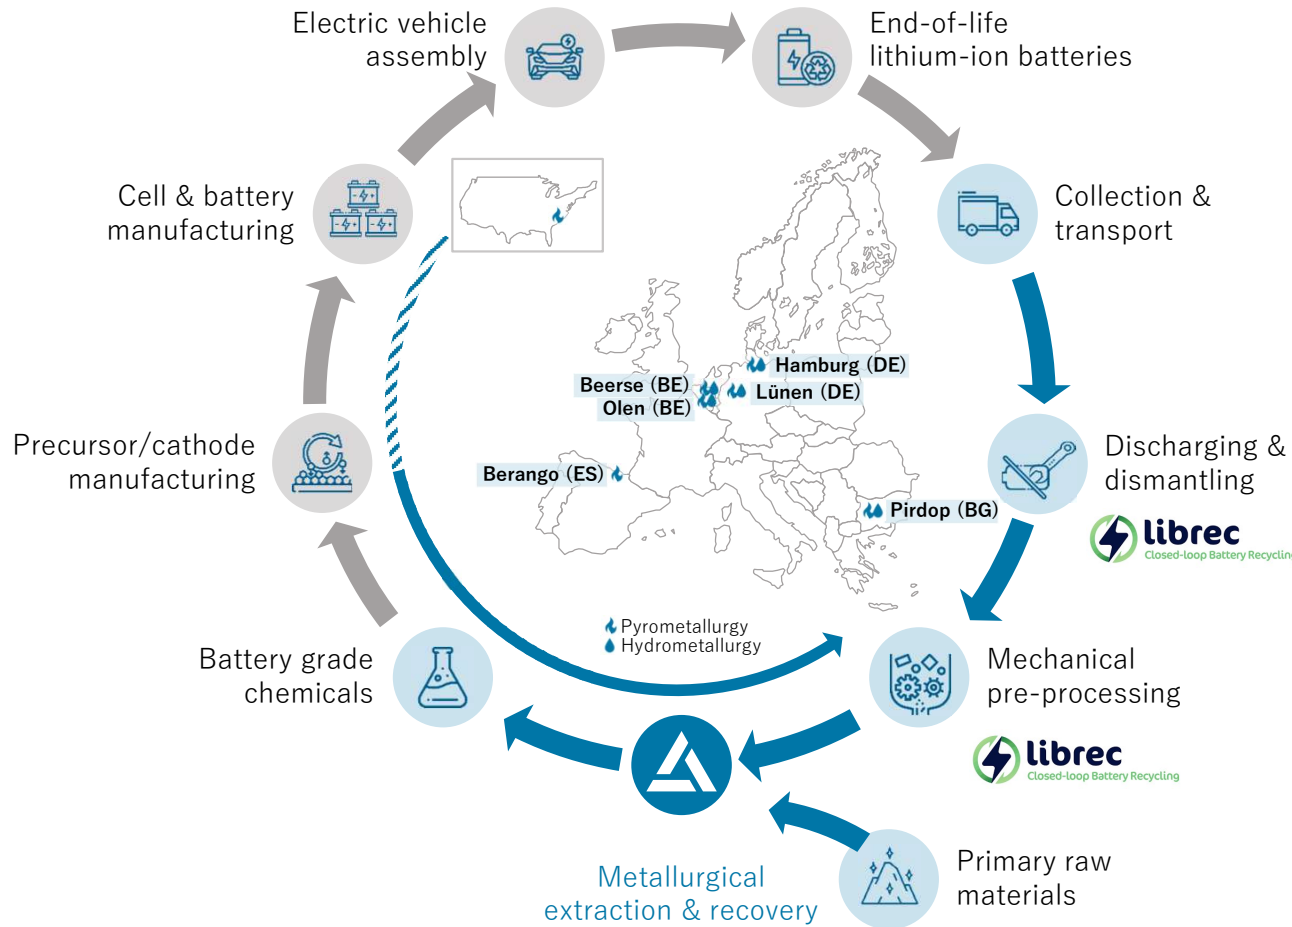 Electric vehicle
assembly
End-of-life
lithium-ion batteries
Cell & battery
manufacturing
Collection &
transport
Hamburg (DE)
Beerse (BE)
Lünen (DE)
Olen (BE)
Precursor/cathode
manufacturing
Berango (ES)
Pirdop (BG)
Discharging &
dismantling
librec
Closed-loop Battery Recycling
Pyrometallurgy
Hydrometallurgy
Battery grade
chemicals
Mechanical
pre-processing
librec
Closed-loop Battery Recycling
Metallurgical
extraction & recovery
Primary raw
materials